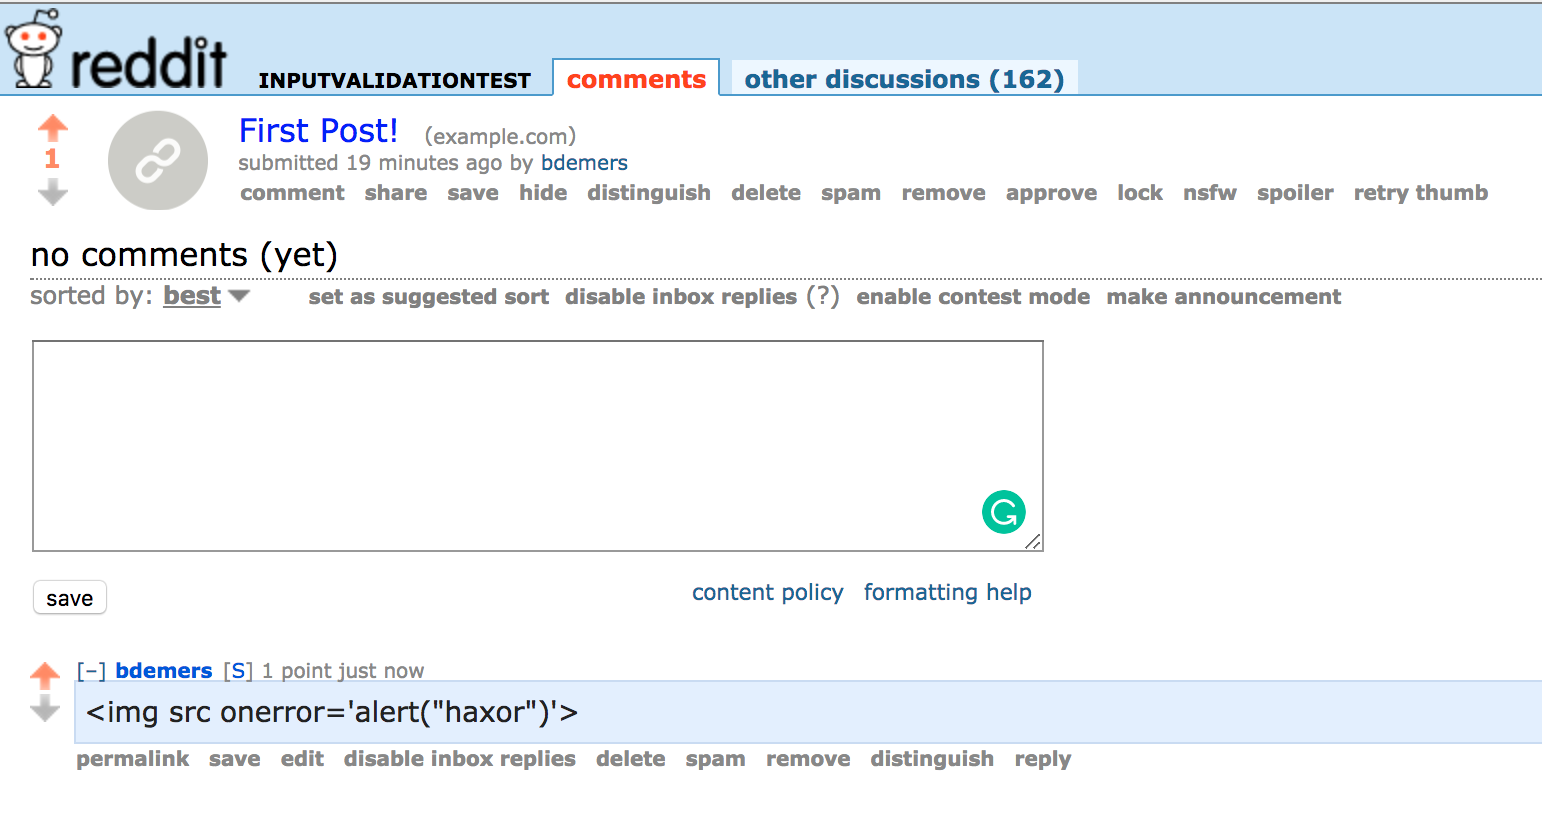 reddit INPUTVALIDATIONTEST comments other discussions (162)
1
First Post! (example.com)
submitted 19 minutes ago by bdemers
comment share save hide distinguish delete spam remove approve lock nsfw spoiler retry thumb
no comments (yet)
sorted by: best set as suggested sort disable inbox replies (?) enable contest mode make announcement
save content policy formatting help
[–] bdemers [S] 1 point just now
<img src onerror='alert("haxor")'>
permalink save edit disable inbox replies delete spam remove distinguish reply